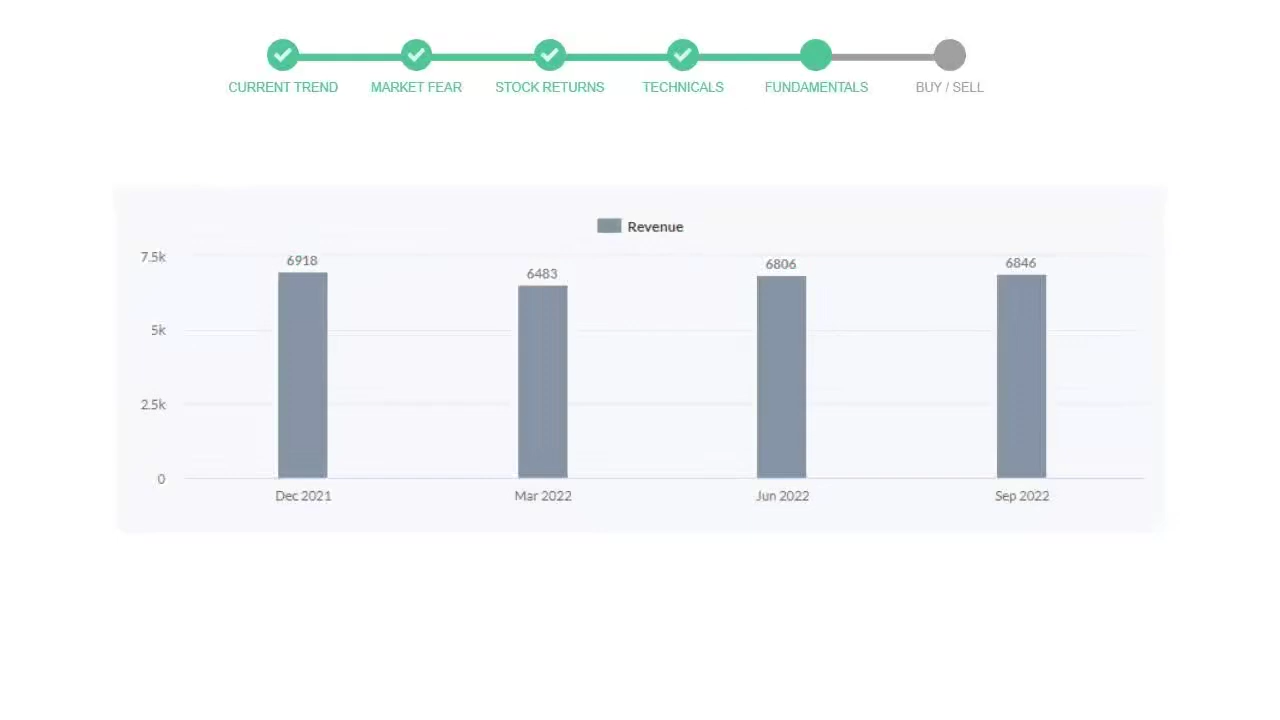 CURRENT TREND MARKET FEAR STOCK RETURNS TECHNICALS FUNDAMENTALS BUY / SELL
Revenue
7.5k
6918 6483 6806 6846
5k
2.5k
0
Dec 2021 Mar 2022 Jun 2022 Sep 2022